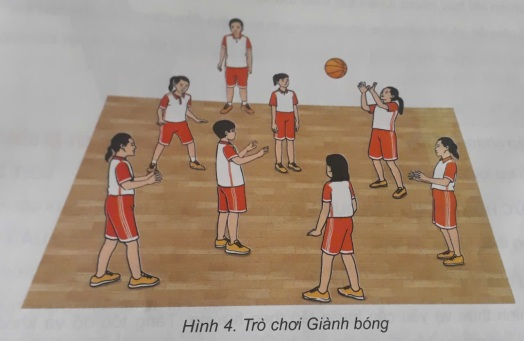 Hình 4. Trò chơi Giành bóng